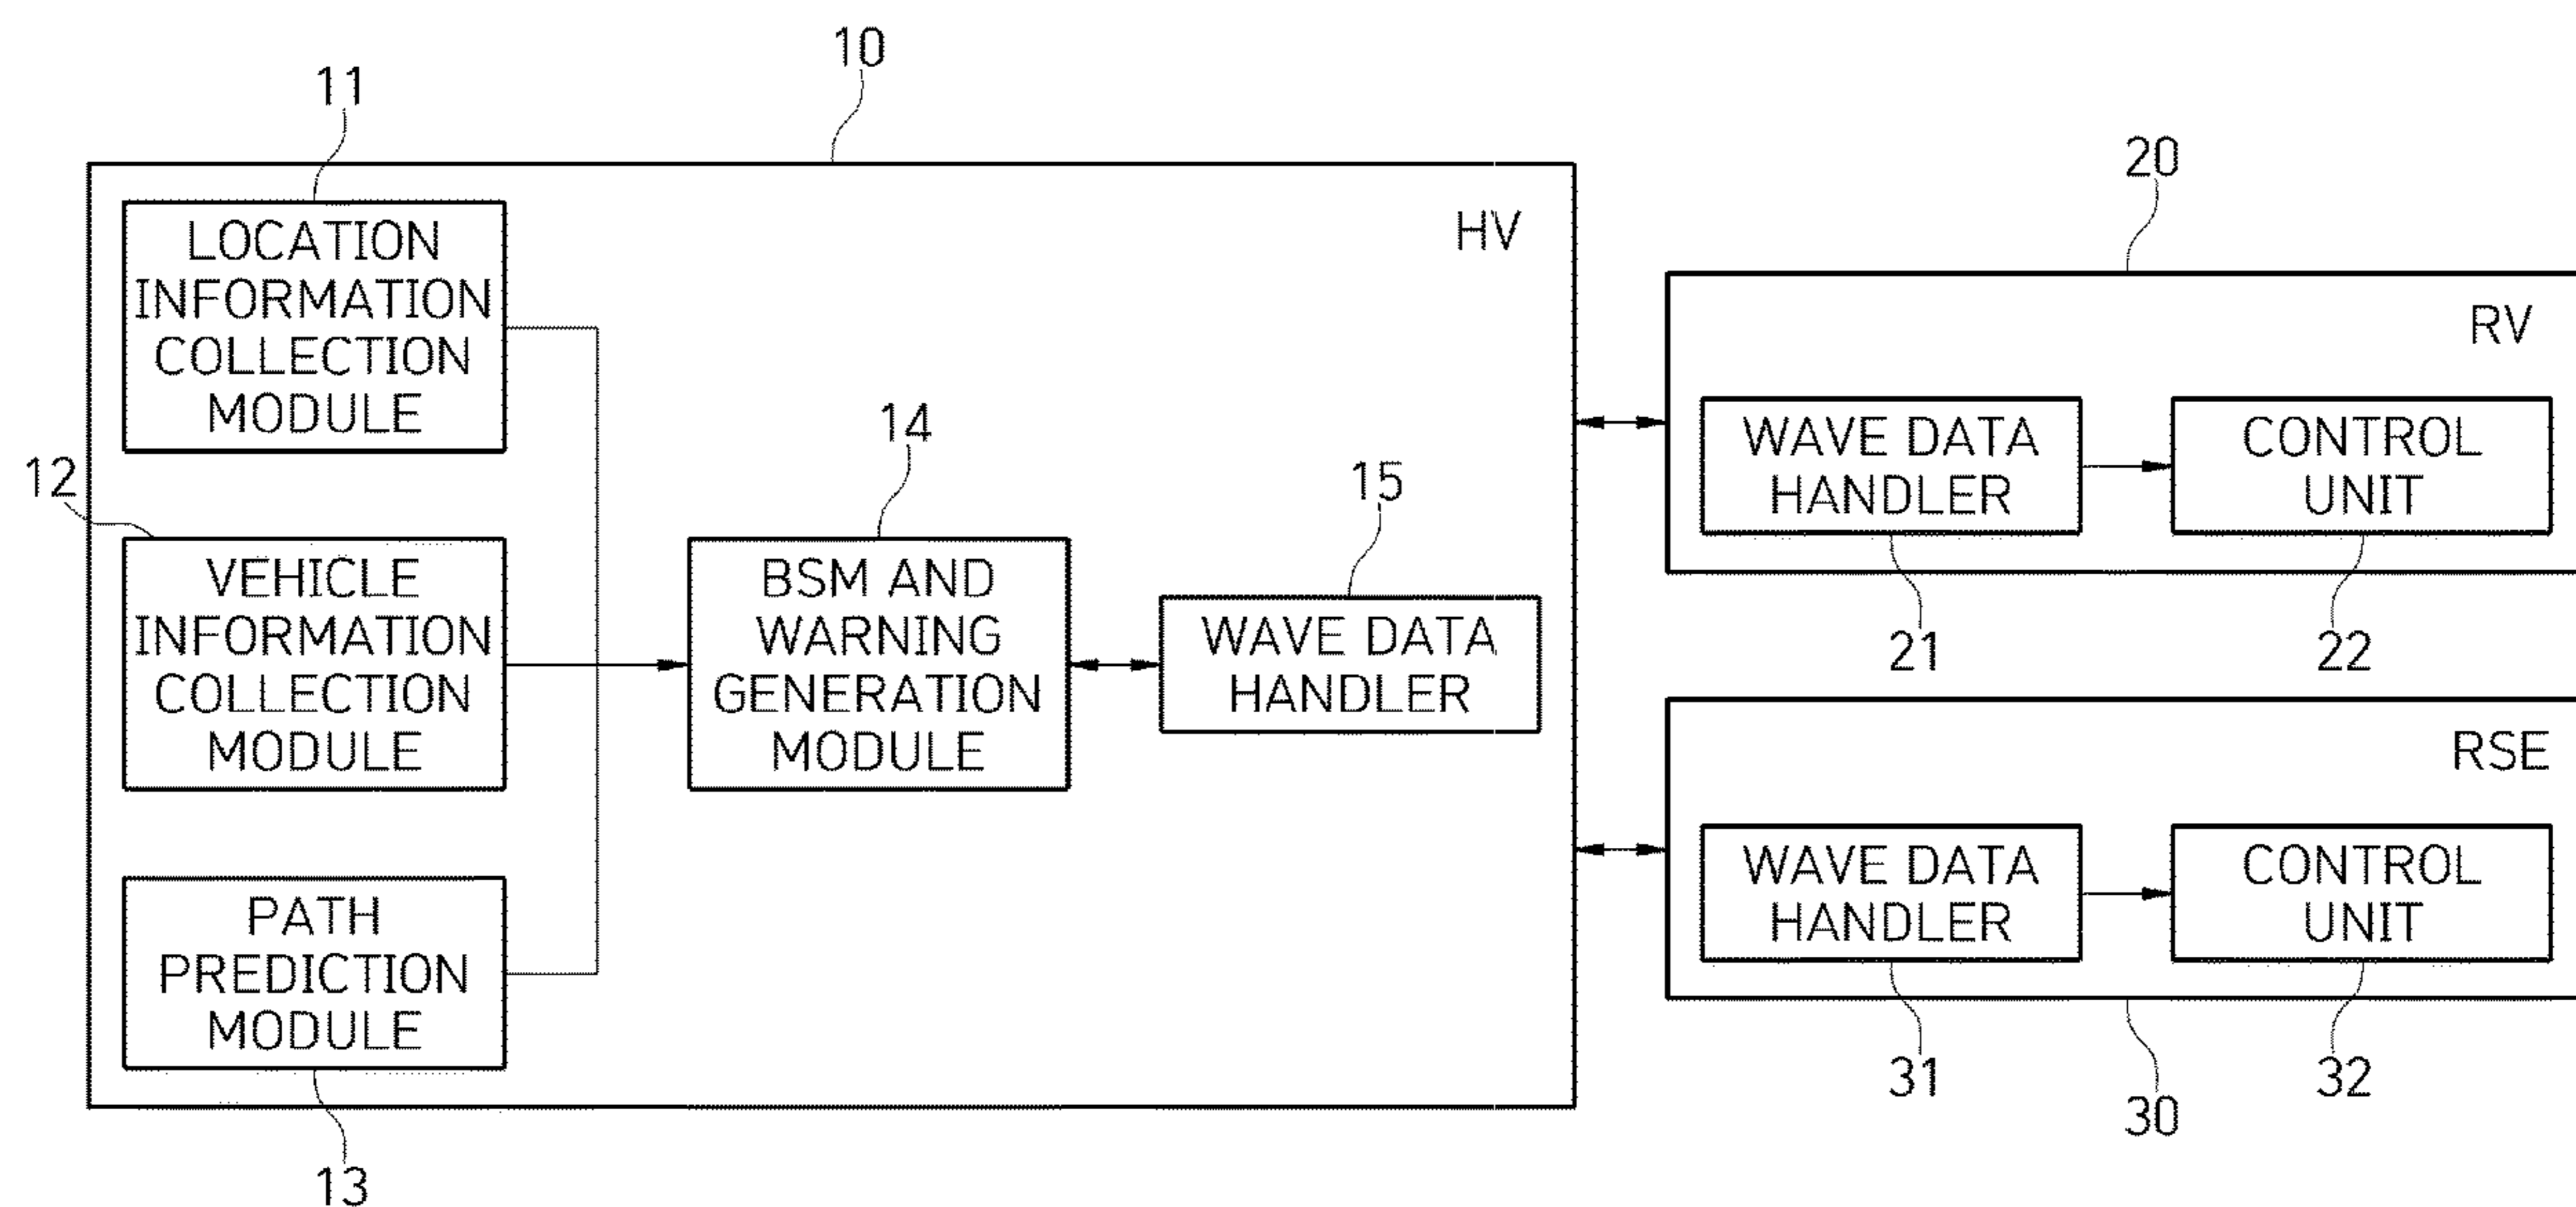 10
11
20
HV
LOCATION
INFORMATION
COLLECTION
MODULE
RV
14
12
15
WAVE DATA
HANDLER
CONTROL
UNIT
VEHICLE
INFORMATION
COLLECTION
MODULE
BSM AND
WARNING
GENERATION
MODULE
WAVE DATA
HANDLER
21
22
RSE
PATH
PREDICTION
MODULE
WAVE DATA
HANDLER
CONTROL
UNIT
31
32
30
13